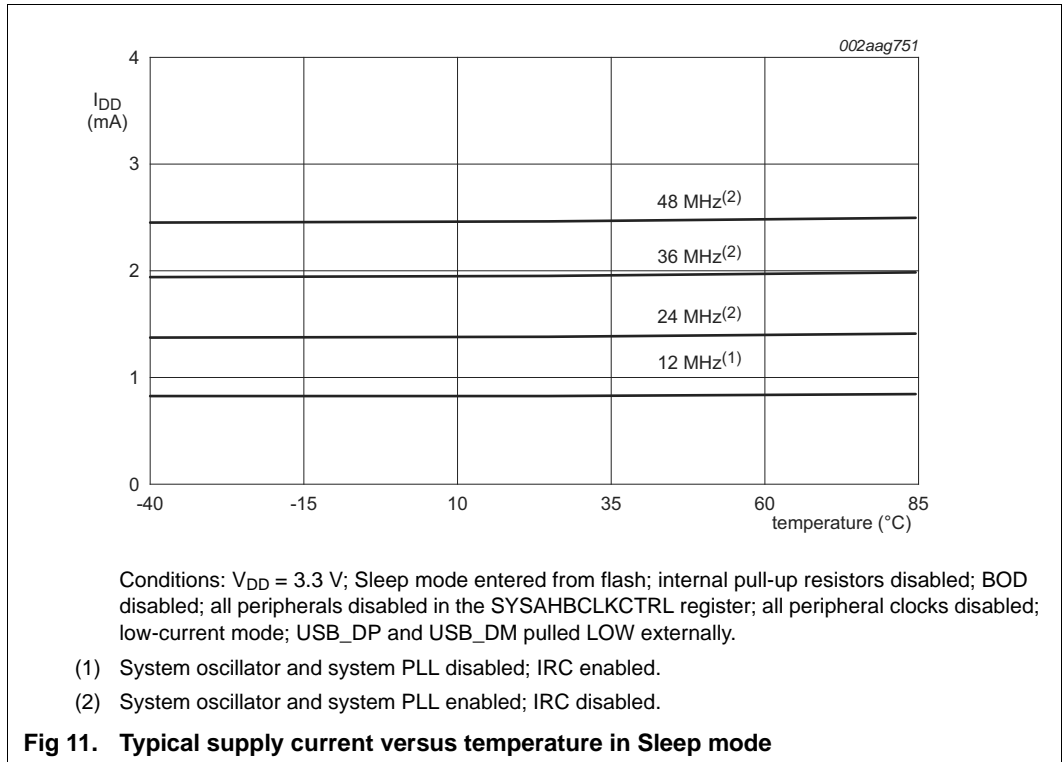 002aag751
4
I_DD
(mA)
3
48 MHz(2)
36 MHz(2)
2
24 MHz(2)
12 MHz(1)
1
0
-40 -15 10 35 60 85
temperature (°C)
Conditions: V_DD = 3.3 V; Sleep mode entered from flash; internal pull-up resistors disabled; BOD
disabled; all peripherals disabled in the SYSAHBCLKCTRL register; all peripheral clocks disabled;
low-current mode; USB_DP and USB_DM pulled LOW externally.
(1) System oscillator and system PLL disabled; IRC enabled.
(2) System oscillator and system PLL enabled; IRC disabled.
Fig 11. Typical supply current versus temperature in Sleep mode